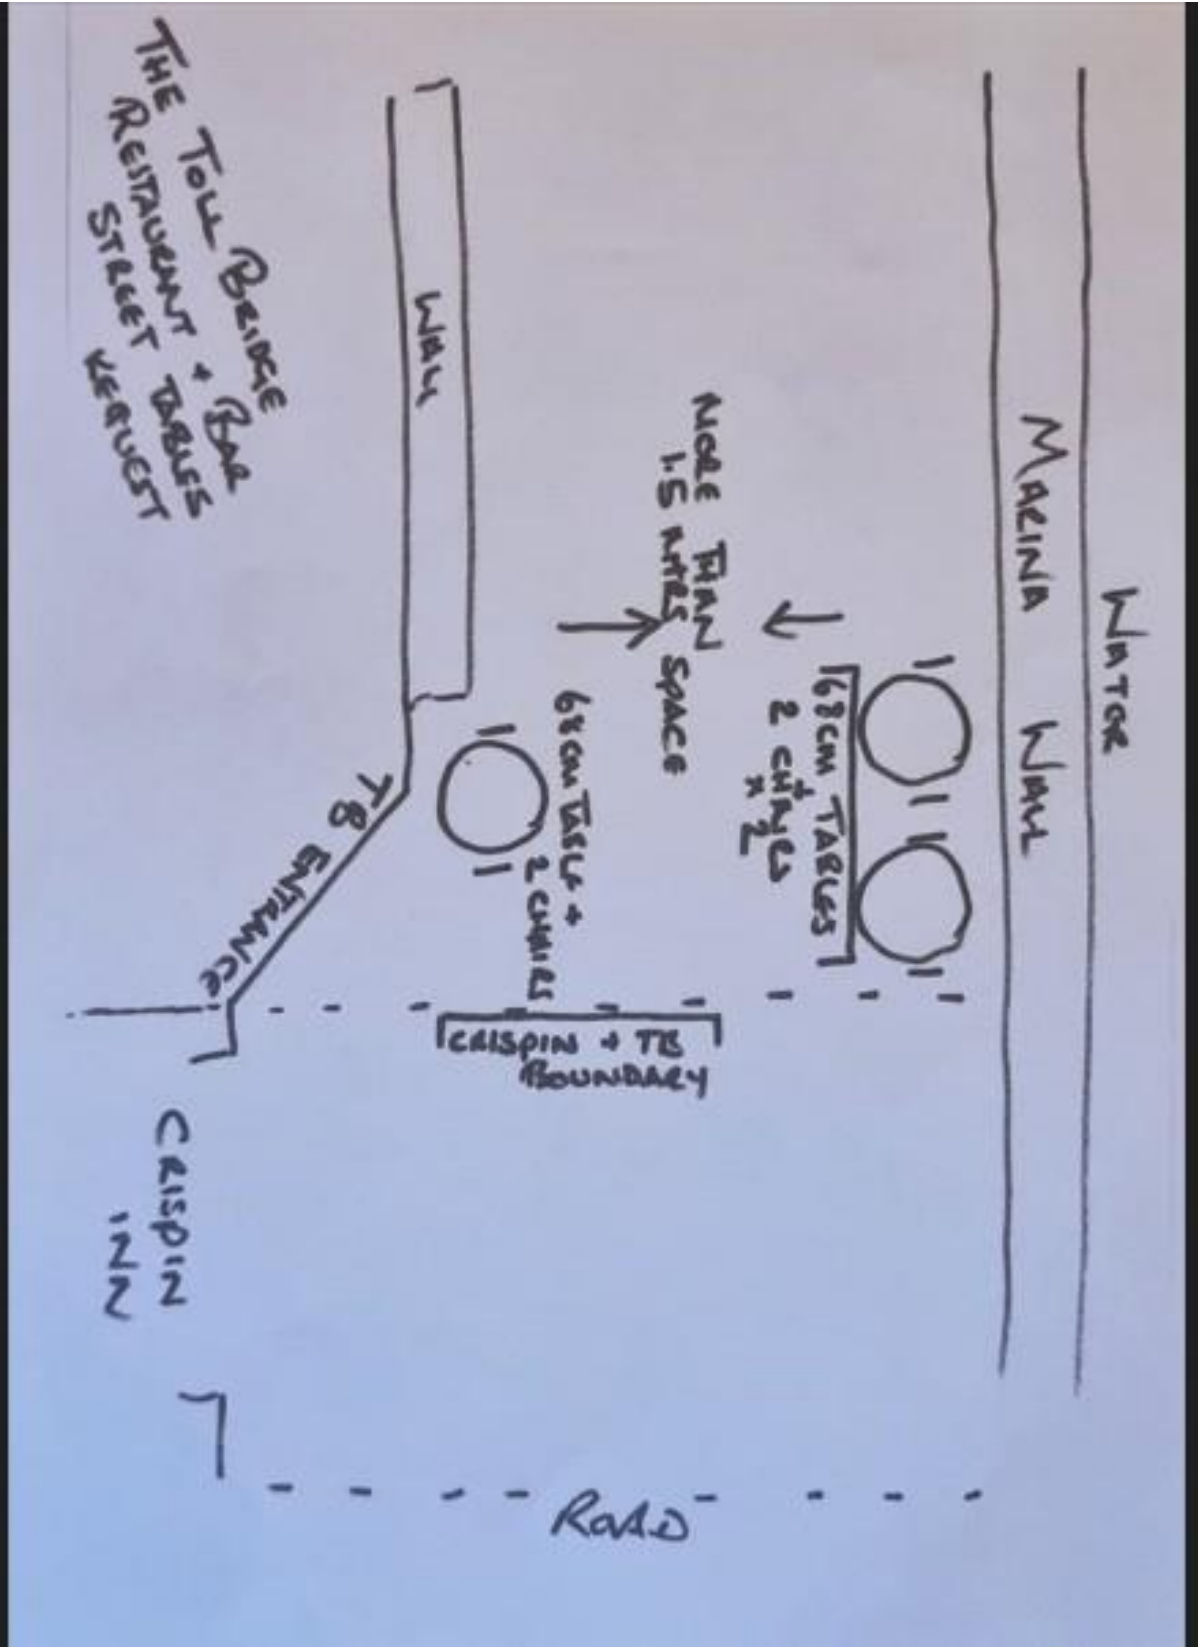 THE TOLL BRIDGE
RESTAURANT + BAR
STREET TABLES
REQUEST
WALL
WATOR
MARINA WALL
MORE THAN
1.5 MTRS SPACE
68CM TABLES
+
2 CHAIRS
x 2
68CM TABLE +
2 CHAIRS
TB ENTRANCE
CRISPIN + TB
BOUNDARY
CRISPIN
INN
ROAD